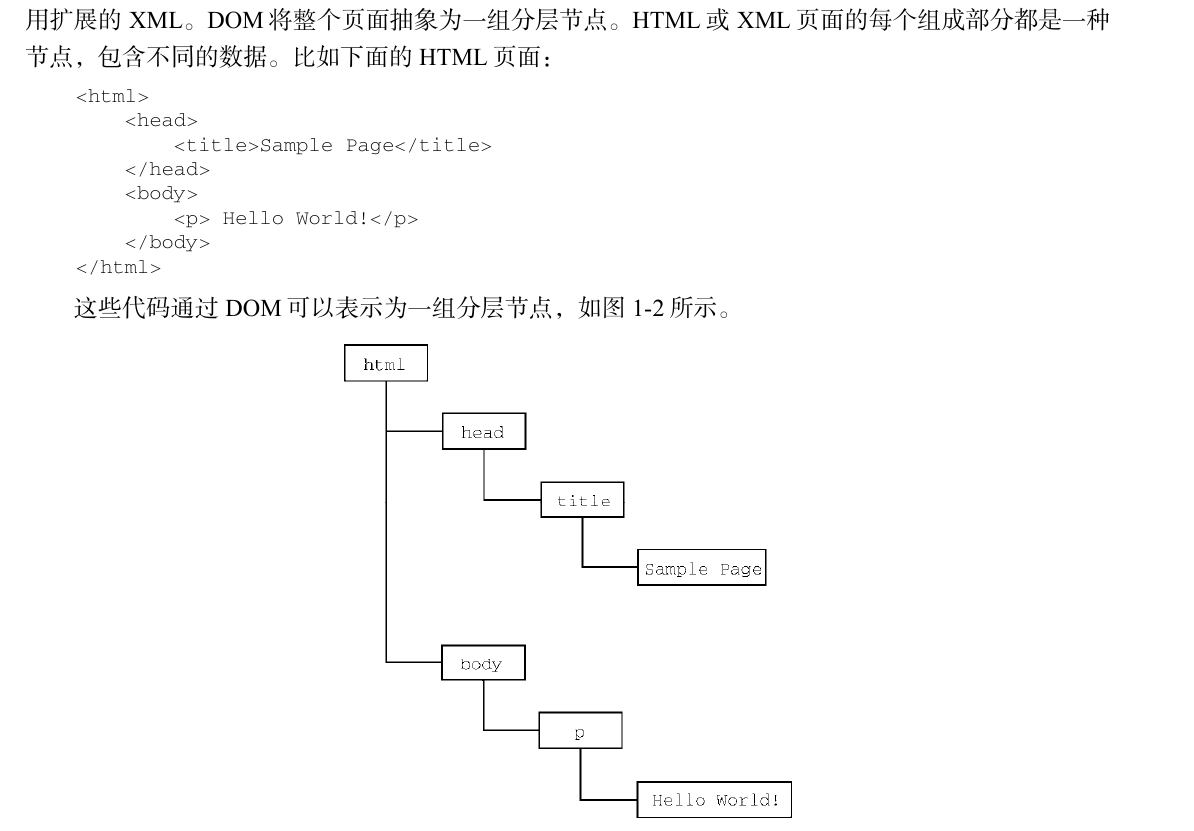 用扩展的 XML。DOM 将整个页面抽象为一组分层节点。HTML 或 XML 页面的每个组成部分都是一种
节点，包含不同的数据。比如下面的 HTML 页面：
<html>
    <head>
        <title>Sample Page</title>
    </head>
    <body>
        <p> Hello World!</p>
    </body>
</html>
这些代码通过 DOM 可以表示为一组分层节点，如图 1-2 所示。
html
head
title
Sample Page
body
p
Hello World!